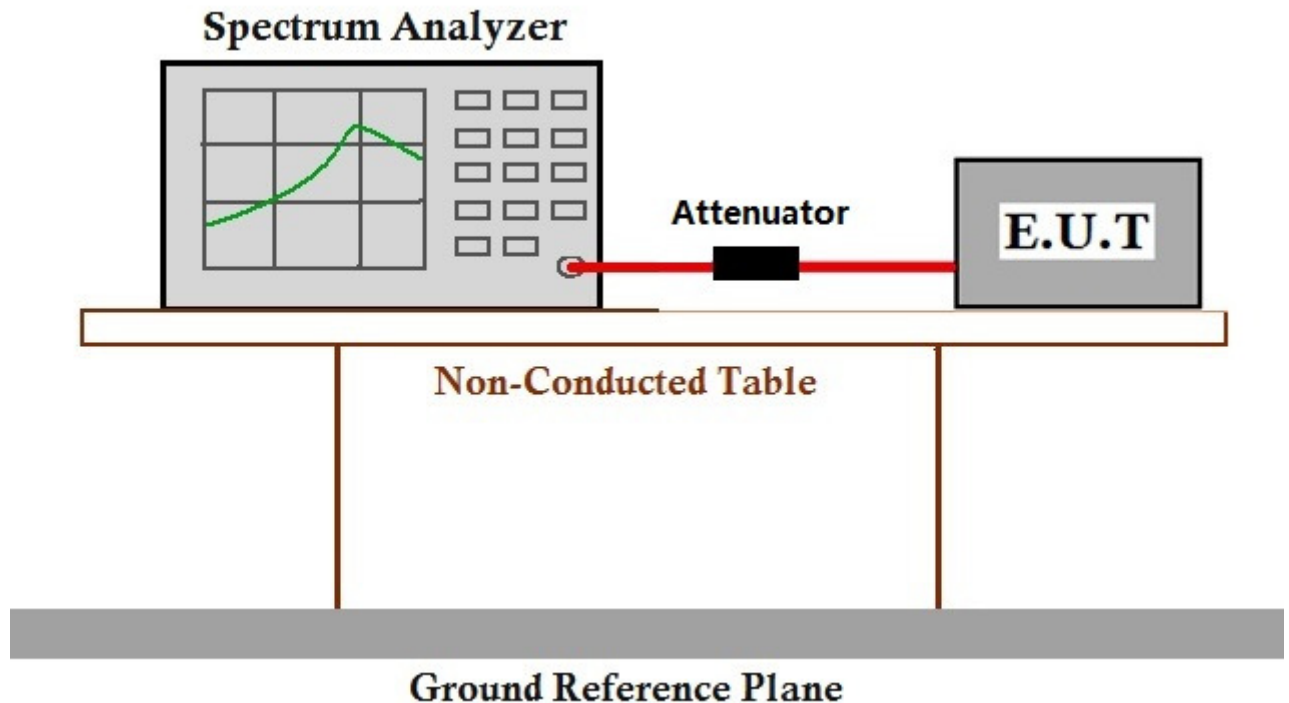 Spectrum Analyzer
Attenuator
E.U.T
Non-Conducted Table
Ground Reference Plane